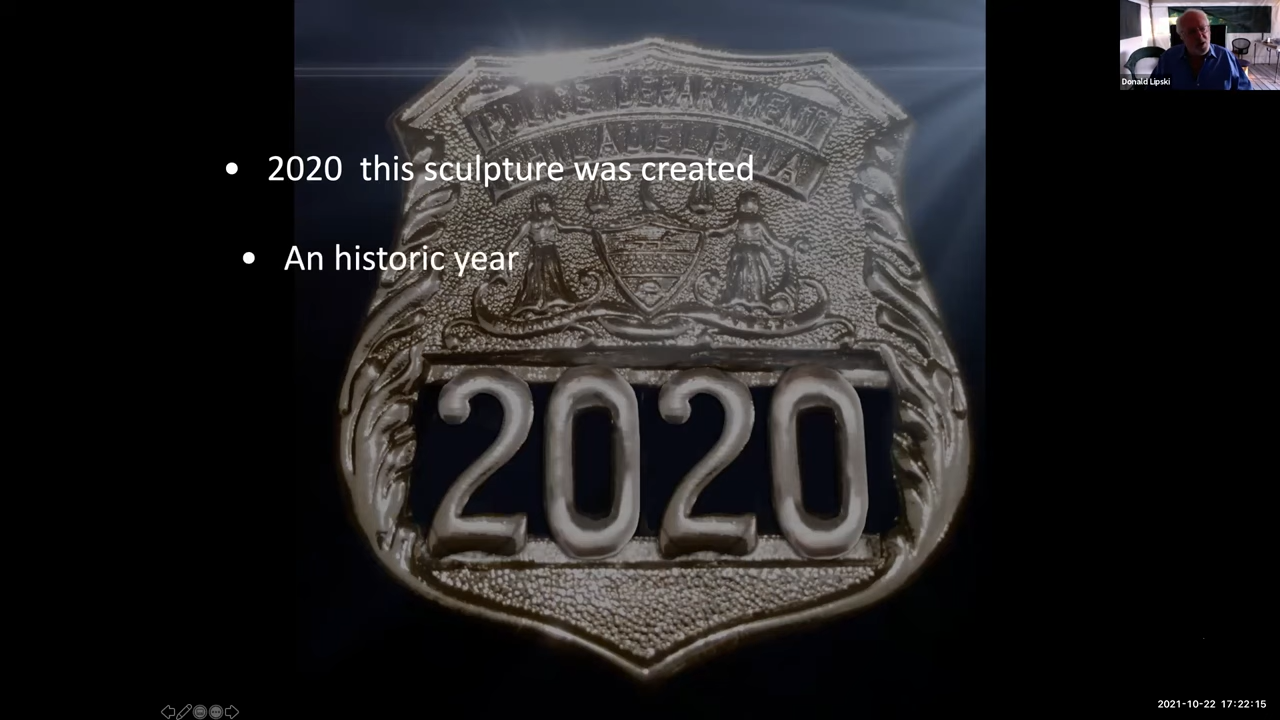 POLICE DEPARTMENT
PHILADELPHIA
2020 this sculpture was created
An historic year
2020
Donald Lipski
2021-10-22 17:22:15